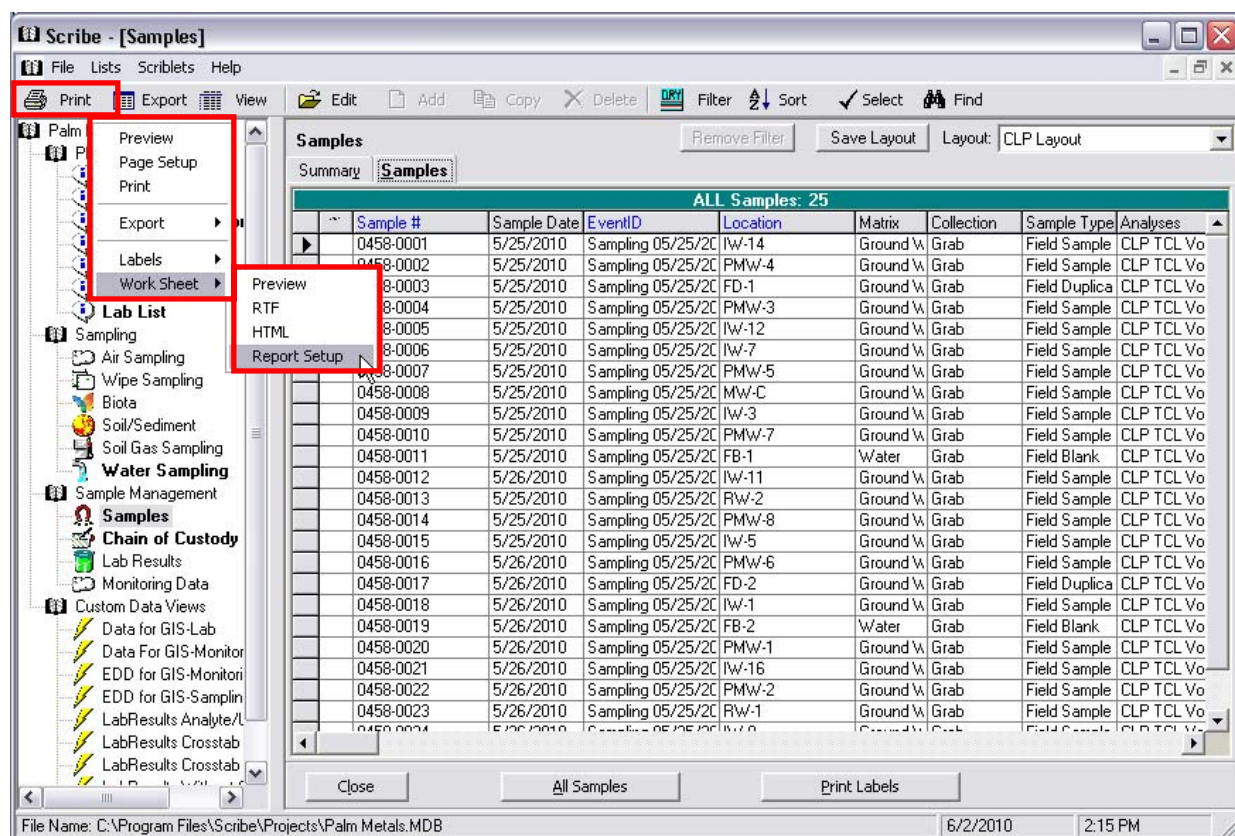 Scribe - [Samples]
File Lists Scriblets Help
Print Export View Edit Add Copy Delete DRY Filter Sort Select Find
Palm
Preview
Page Setup
Print
Export
Labels
Work Sheet
Preview
RTF
HTML
Report Setup
Lab List
Sampling
Air Sampling
Wipe Sampling
Biota
Soil/Sediment
Soil Gas Sampling
Water Sampling
Sample Management
Samples
Chain of Custody
Lab Results
Monitoring Data
Custom Data Views
Data for GIS-Lab
Data For GIS-Monitor
EDD for GIS-Monitori
EDD for GIS-Samplin
LabResults Analyte/L
LabResults Crosstab
LabResults Crosstab
Samples Remove Filter Save Layout Layout: CLP Layout
Summary Samples
ALL Samples: 25
Sample # Sample Date EventID Location Matrix Collection Sample Type Analyses
0458-0001 5/25/2010 Sampling 05/25/20 IW-14 Ground W Grab Field Sample CLP TCL Vo
0458-0002 5/25/2010 Sampling 05/25/20 PMW-4 Ground W Grab Field Sample CLP TCL Vo
8-0003 5/25/2010 Sampling 05/25/20 FD-1 Ground W Grab Field Duplica CLP TCL Vo
8-0004 5/25/2010 Sampling 05/25/20 PMW-3 Ground W Grab Field Sample CLP TCL Vo
8-0005 5/25/2010 Sampling 05/25/20 IW-12 Ground W Grab Field Sample CLP TCL Vo
8-0006 5/25/2010 Sampling 05/25/20 IW-7 Ground W Grab Field Sample CLP TCL Vo
0458-0007 5/25/2010 Sampling 05/25/20 PMW-5 Ground W Grab Field Sample CLP TCL Vo
0458-0008 5/25/2010 Sampling 05/25/20 MW-C Ground W Grab Field Sample CLP TCL Vo
0458-0009 5/25/2010 Sampling 05/25/20 IW-3 Ground W Grab Field Sample CLP TCL Vo
0458-0010 5/25/2010 Sampling 05/25/20 PMW-7 Ground W Grab Field Sample CLP TCL Vo
0458-0011 5/25/2010 Sampling 05/25/20 FB-1 Water Grab Field Blank CLP TCL Vo
0458-0012 5/26/2010 Sampling 05/25/20 IW-11 Ground W Grab Field Sample CLP TCL Vo
0458-0013 5/25/2010 Sampling 05/25/20 RW-2 Ground W Grab Field Sample CLP TCL Vo
0458-0014 5/25/2010 Sampling 05/25/20 PMW-8 Ground W Grab Field Sample CLP TCL Vo
0458-0015 5/25/2010 Sampling 05/25/20 IW-5 Ground W Grab Field Sample CLP TCL Vo
0458-0016 5/26/2010 Sampling 05/25/20 PMW-6 Ground W Grab Field Sample CLP TCL Vo
0458-0017 5/26/2010 Sampling 05/25/20 FD-2 Ground W Grab Field Duplica CLP TCL Vo
0458-0018 5/26/2010 Sampling 05/25/20 IW-1 Ground W Grab Field Sample CLP TCL Vo
0458-0019 5/26/2010 Sampling 05/25/20 FB-2 Water Grab Field Blank CLP TCL Vo
0458-0020 5/26/2010 Sampling 05/25/20 PMW-1 Ground W Grab Field Sample CLP TCL Vo
0458-0021 5/26/2010 Sampling 05/25/20 IW-16 Ground W Grab Field Sample CLP TCL Vo
0458-0022 5/26/2010 Sampling 05/25/20 PMW-2 Ground W Grab Field Sample CLP TCL Vo
0458-0023 5/26/2010 Sampling 05/25/20 RW-1 Ground W Grab Field Sample CLP TCL Vo
Close All Samples Print Labels
File Name: C:\Program Files\Scribe\Projects\Palm Metals.MDB 6/2/2010 2:15 PM